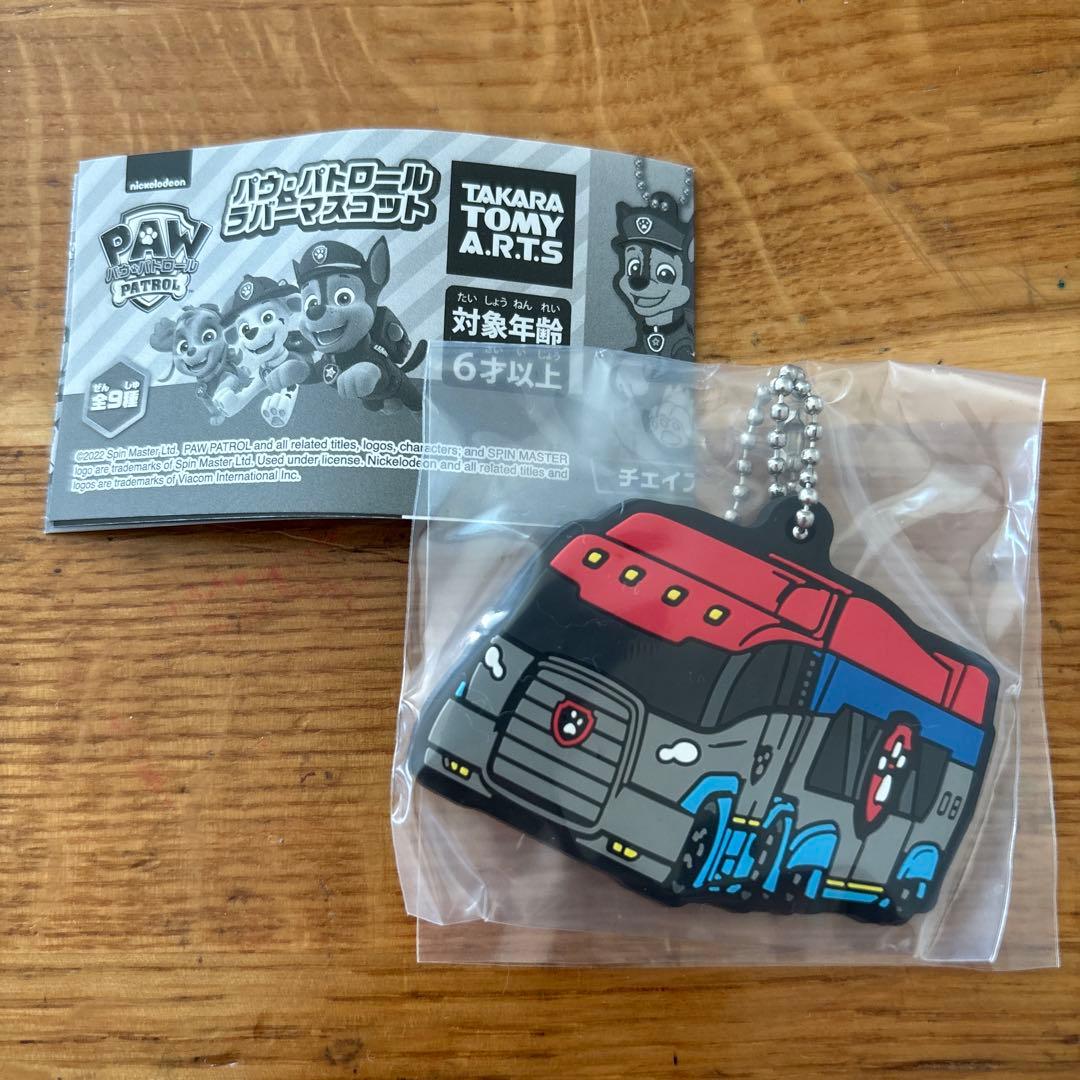 nickelodeon
パウ・パトロール
ラバーマスコット
PAW
パウ・パトロール
PATROL
TAKARA
TOMY
A.R.T.S
たいしょうねんれい
対象年齢
さいいじょう
6才以上
ぜんしゅ
全9種
©2022 Spin Master Ltd. PAW PATROL and all related titles, logos, characters; and SPIN MASTER
logo are trademarks of Spin Master Ltd. Used under license. Nickelodeon and all related titles and
logos are trademarks of Viacom International Inc.
チェイス
08